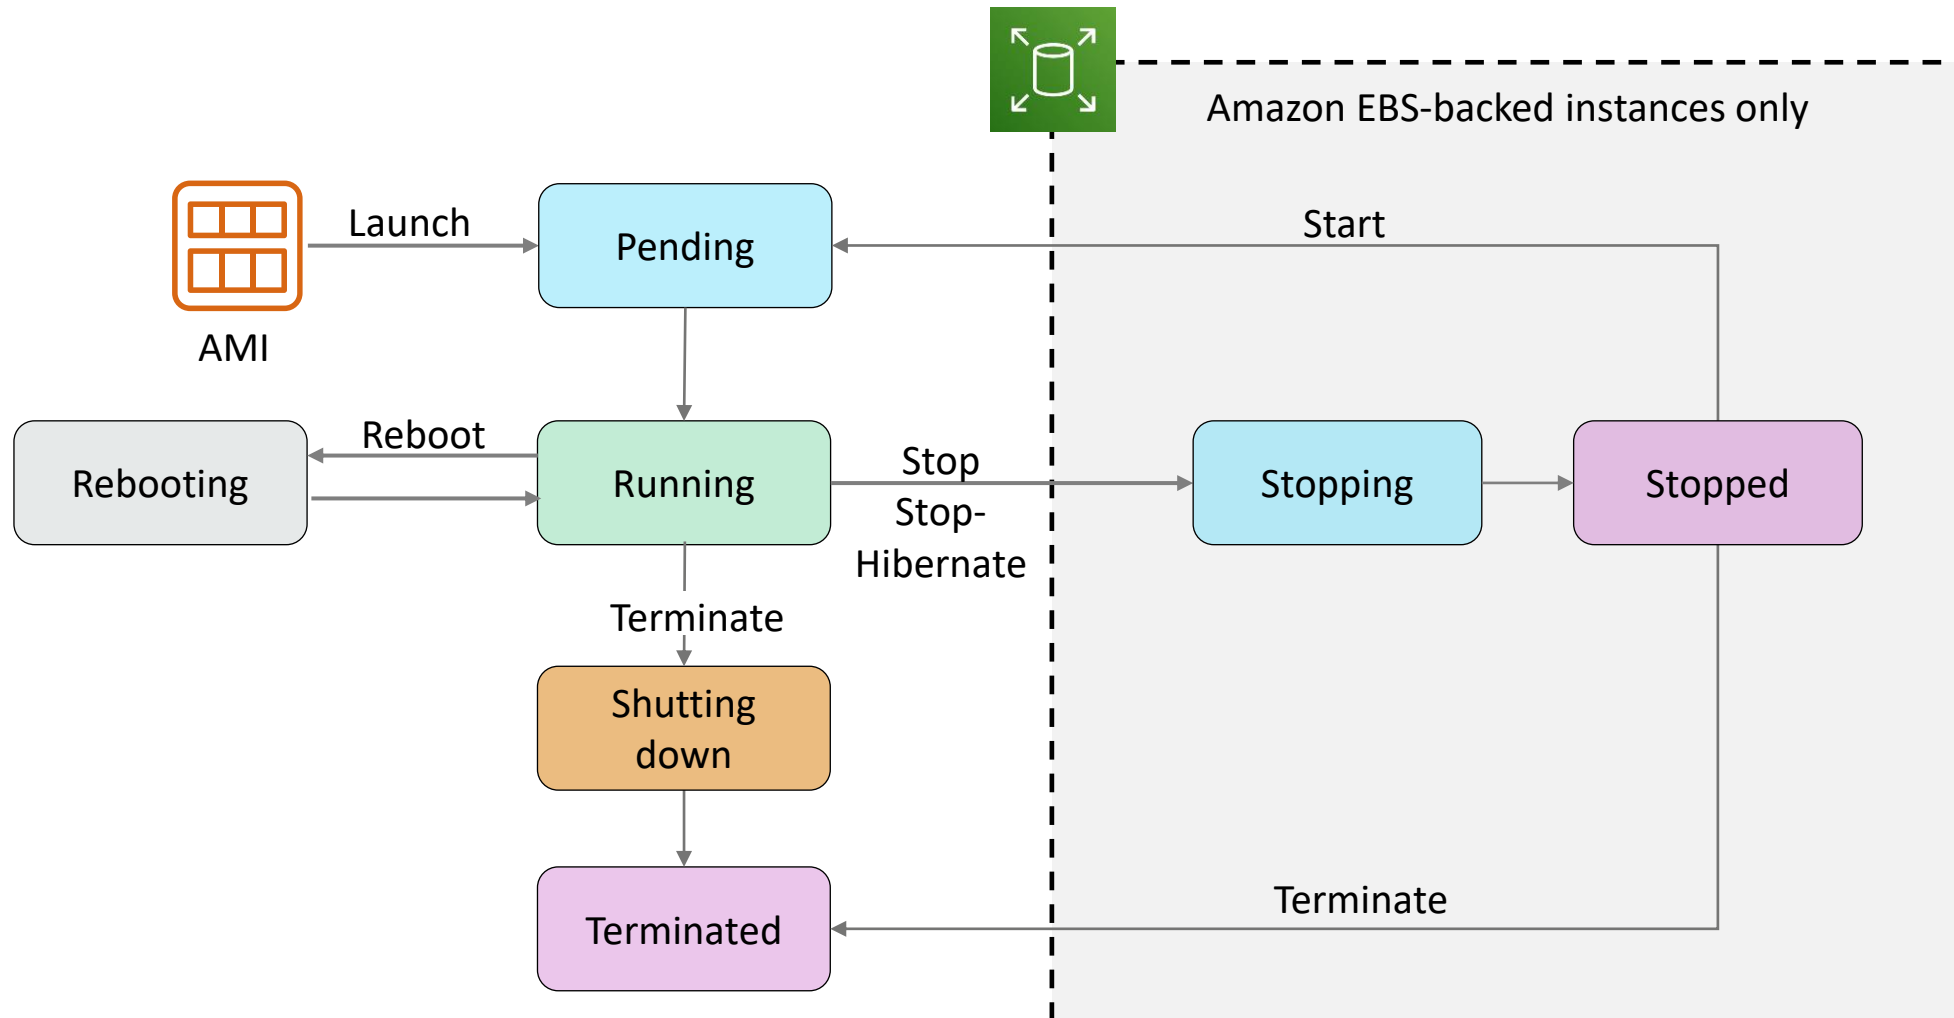 Amazon EBS-backed instances only
Launch
Pending
Start
AMI
Rebooting
Reboot
Running
Stop
Stop-
Hibernate
Stopping
Stopped
Terminate
Shutting
down
Terminated
Terminate